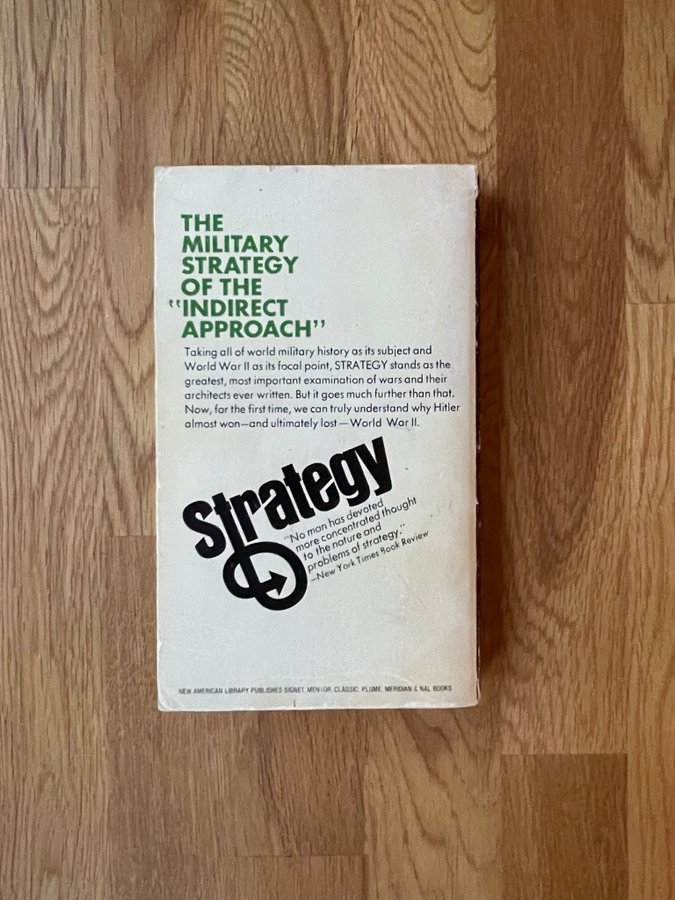 THE
MILITARY
STRATEGY
OF THE
"INDIRECT
APPROACH"
Taking all of world military history as its subject and
World War II as its focal point, STRATEGY stands as the
greatest, most important examination of wars and their
architects ever written. But it goes much further than that.
Now, for the first time, we can truly understand why Hitler
almost won—and ultimately lost—World War II.
Strategy
"No man has devoted
more concentrated thought
to the nature and
problems of strategy."
—New York Times Book Review
NEW AMERICAN LIBRARY PUBLISHES SIGNET, MENTOR, CLASSIC, PLUME, MERIDIAN & NAL BOOKS